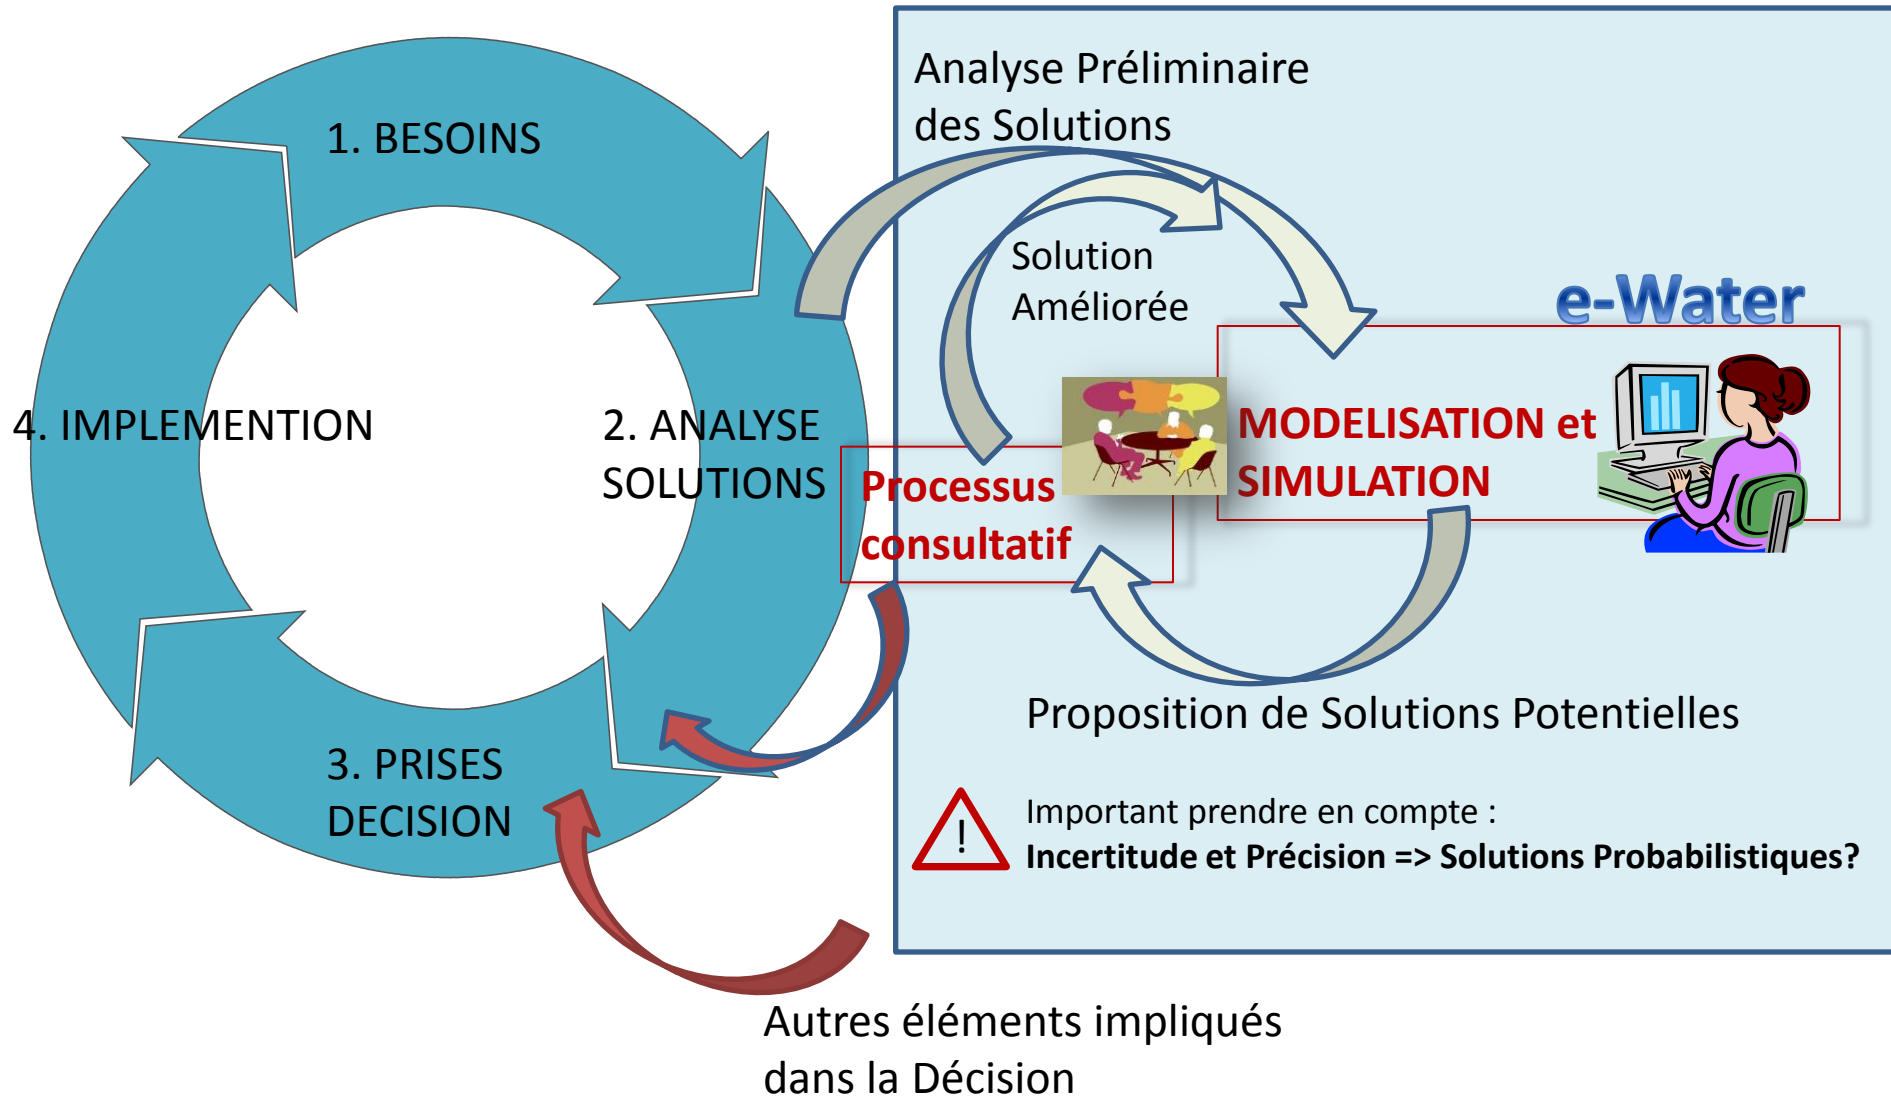 1. BESOINS
2. ANALYSE
SOLUTIONS
3. PRISES
DECISION
4. IMPLEMENTION
Analyse Préliminaire
des Solutions
Solution
Améliorée
e-Water
MODELISATION et
SIMULATION
Processus
consultatif
Proposition de Solutions Potentielles
!
Important prendre en compte :
Incertitude et Précision => Solutions Probabilistiques?
Autres éléments impliqués
dans la Décision